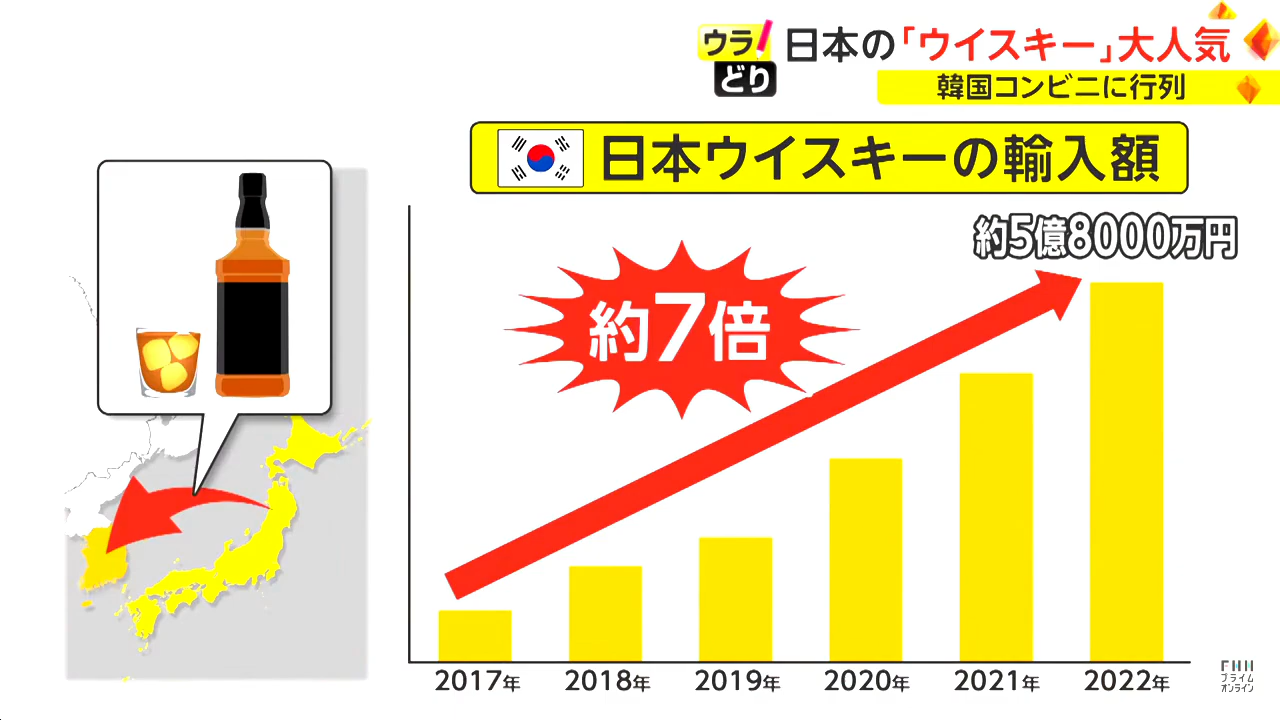 ウラ!
どり
日本の「ウイスキー」大人気
韓国コンビニに行列
日本ウイスキーの輸入額
約5億8000万円
約7倍
2017年
2018年
2019年
2020年
2021年
2022年
FNN
プライム
オンライン